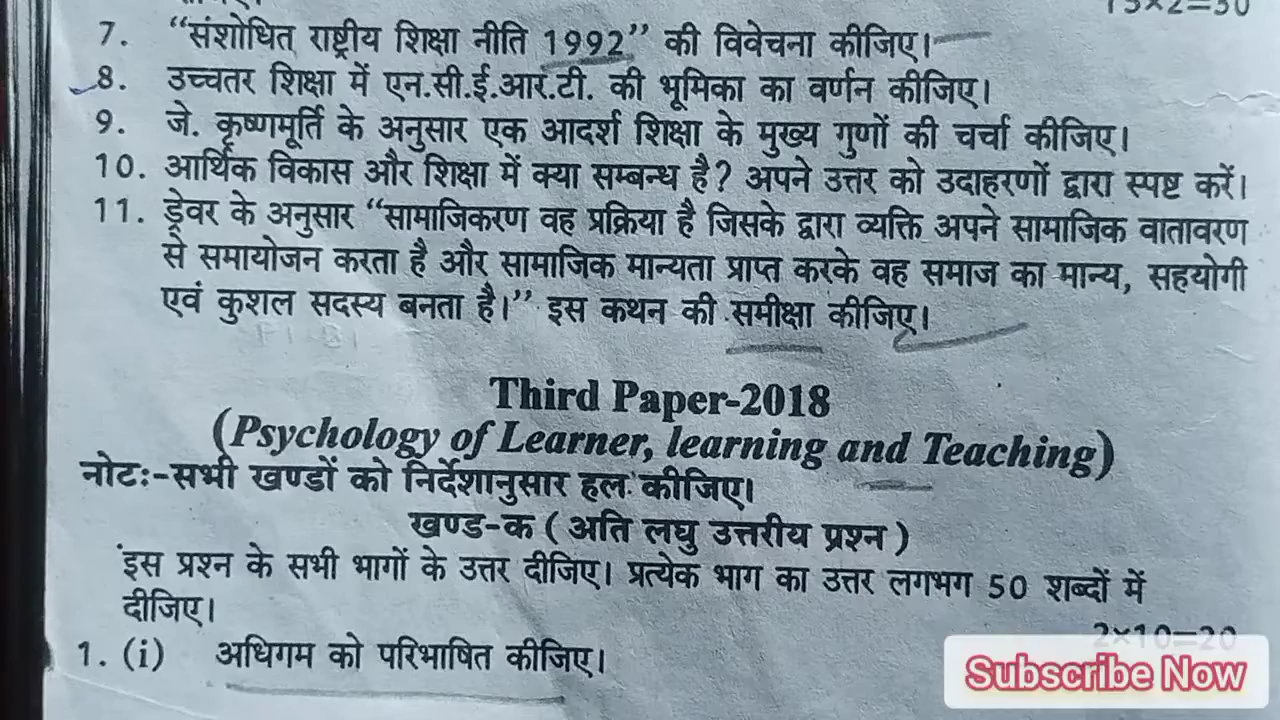 15×2=30
7. “संशोधित राष्ट्रीय शिक्षा नीति 1992” की विवेचना कीजिए।
8. उच्चतर शिक्षा में एन.सी.ई.आर.टी. की भूमिका का वर्णन कीजिए।
9. जे. कृष्णमूर्ति के अनुसार एक आदर्श शिक्षा के मुख्य गुणों की चर्चा कीजिए।
10. आर्थिक विकास और शिक्षा में क्या सम्बन्ध है? अपने उत्तर को उदाहरणों द्वारा स्पष्ट करें।
11. ड्रेवर के अनुसार “सामाजिकरण वह प्रक्रिया है जिसके द्वारा व्यक्ति अपने सामाजिक वातावरण
से समायोजन करता है और सामाजिक मान्यता प्राप्त करके वह समाज का मान्य, सहयोगी
एवं कुशल सदस्य बनता है।” इस कथन की समीक्षा कीजिए।
Third Paper-2018
(Psychology of Learner, learning and Teaching)
नोटः-सभी खण्डों को निर्देशानुसार हल कीजिए।
खण्ड-क ( अति लघु उत्तरीय प्रश्न )
इस प्रश्न के सभी भागों के उत्तर दीजिए। प्रत्येक भाग का उत्तर लगभग 50 शब्दों में
दीजिए।
2×10=20
1. (i) अधिगम को परिभाषित कीजिए।
Subscribe Now